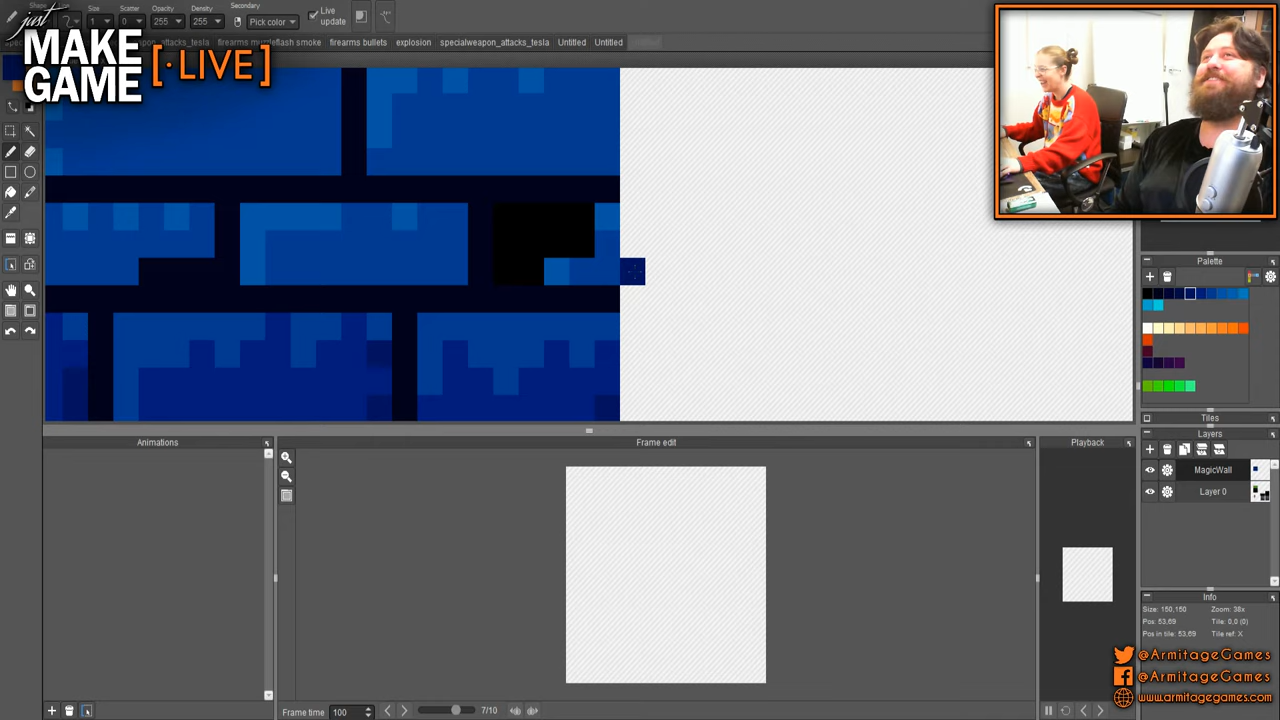 Shape Size Scatter Opacity Density Secondary
1 0 255 255 Pick color Live update
just MAKE GAME [·LIVE]
attacks_tesla firearms muzzleflash smoke firearms bullets explosion specialweapon_attacks_tesla Untitled Untitled
Palette
Tiles
Layers
MagicWall
Layer 0
Animations Frame edit Playback
Info
Size: 150,150 Zoom: 38x
Pos: 53,69 Tile: 0,0 (0)
Pos in tile: 53,69 Tile ref: X
@ArmitageGames
@ArmitageGames
www.armitagegames.com
Frame time 100 7/10